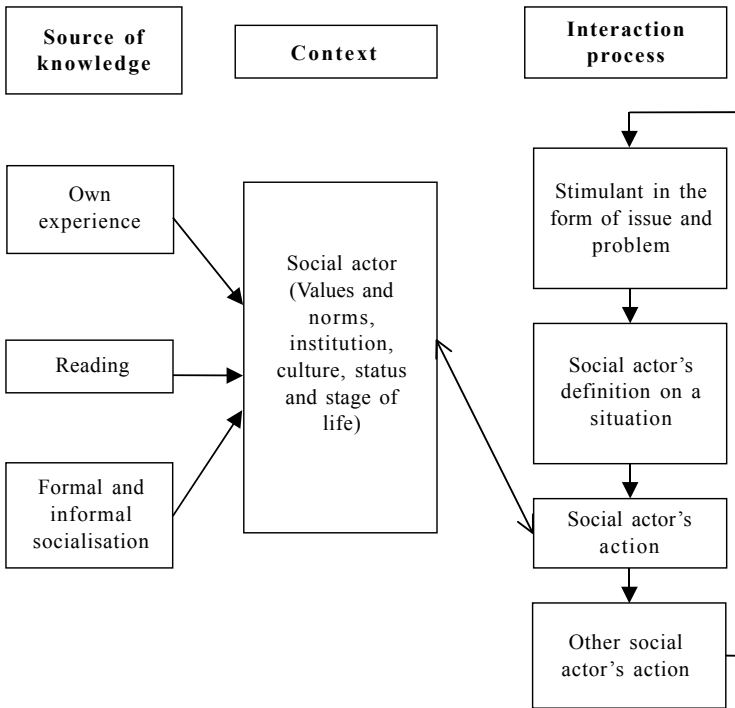 Source of
knowledge
Context
Interaction
process
Own
experience
Reading
Formal and
informal
socialisation
Social actor
(Values and
norms,
institution,
culture, status
and stage of
life)
Stimulant in the
form of issue and
problem
Social actor's
definition on a
situation
Social actor's
action
Other social
actor's action